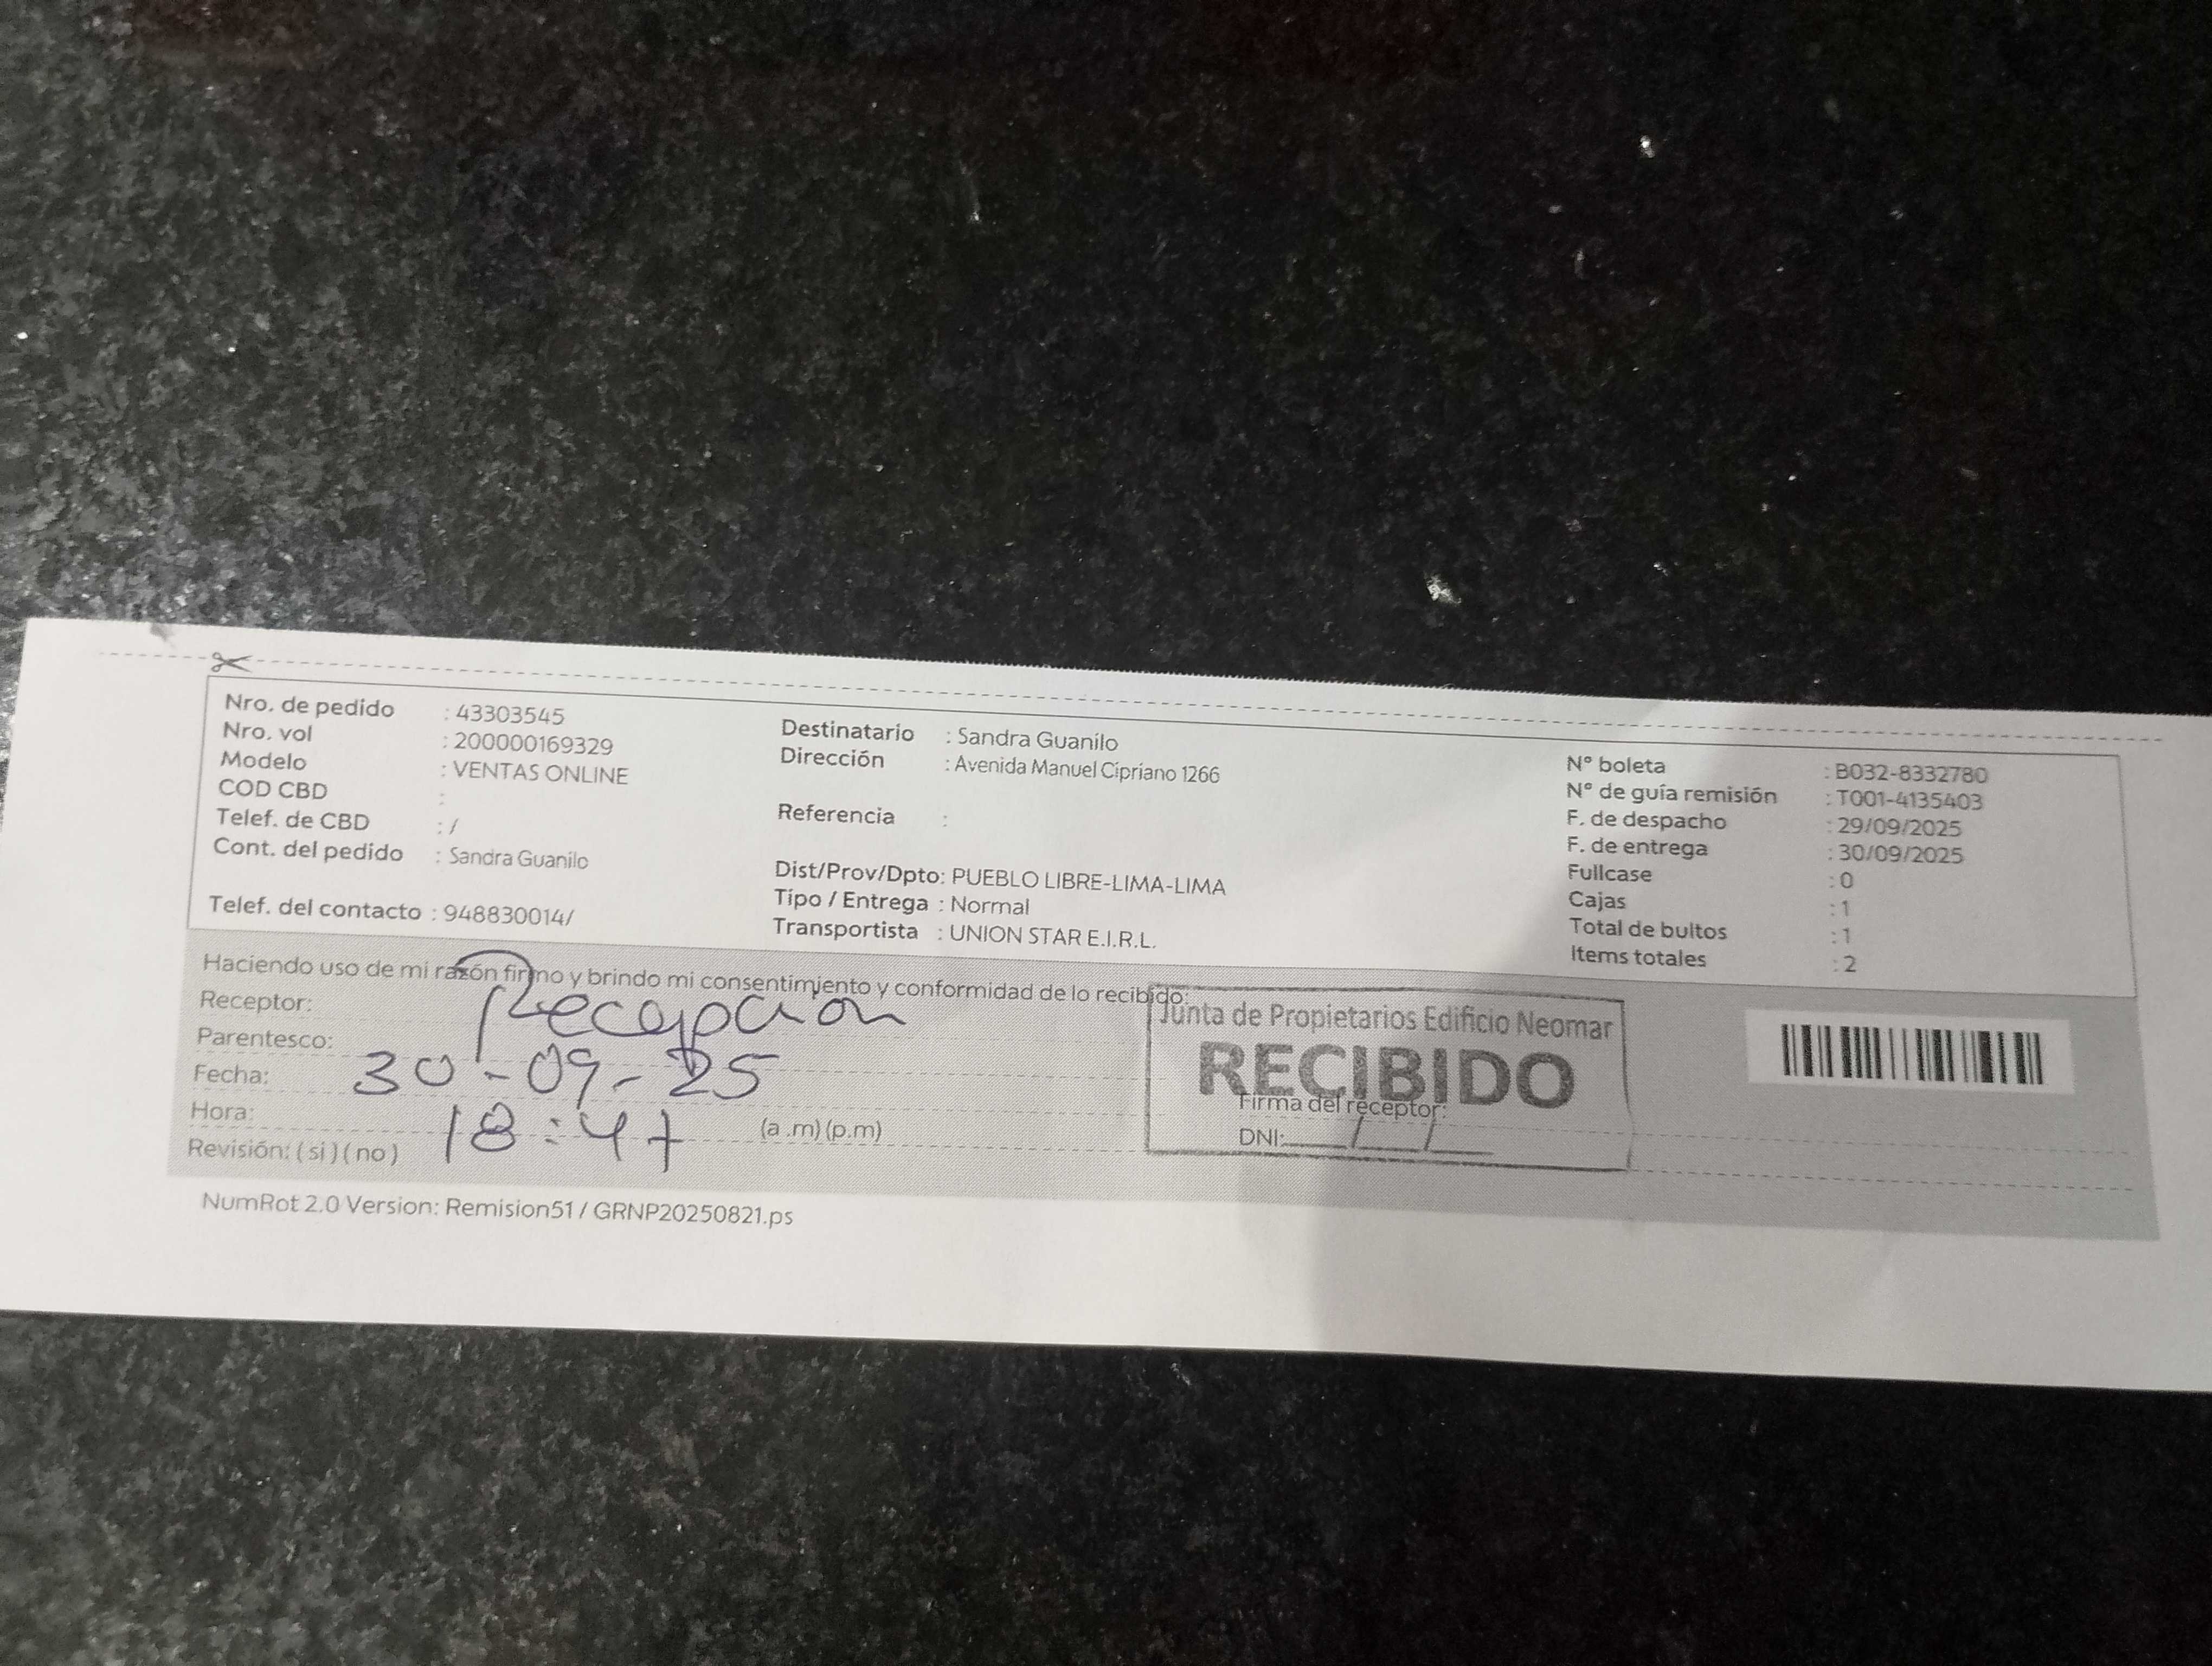 Nro. de pedido : 43303545
Nro. vol : 200000169329
Modelo : VENTAS ONLINE
COD CBD :
Telef. de CBD : /
Cont. del pedido : Sandra Guanilo
Telef. del contacto : 948830014/
Destinatario : Sandra Guanilo
Dirección : Avenida Manuel Cipriano 1266
Referencia :
Dist/Prov/Dpto: PUEBLO LIBRE-LIMA-LIMA
Tipo / Entrega : Normal
Transportista : UNION STAR E.I.R.L.
N° boleta : B032-8332780
N° de guía remisión : T001-4135403
F. de despacho : 29/09/2025
F. de entrega : 30/09/2025
Fullcase : 0
Cajas : 1
Total de bultos : 1
Items totales : 2
Haciendo uso de mi razón firmo y brindo mi consentimiento y conformidad de lo recibido:
Receptor: Recepcion
Parentesco:
Fecha: 30-09-25
Hora: 18:47 (a .m) (p.m)
Revisión: ( si ) ( no )
Junta de Propietarios Edificio Neomar
RECIBIDO
Firma del receptor:
DNI: / /
NumRot 2.0 Version: Remision51 / GRNP20250821.ps